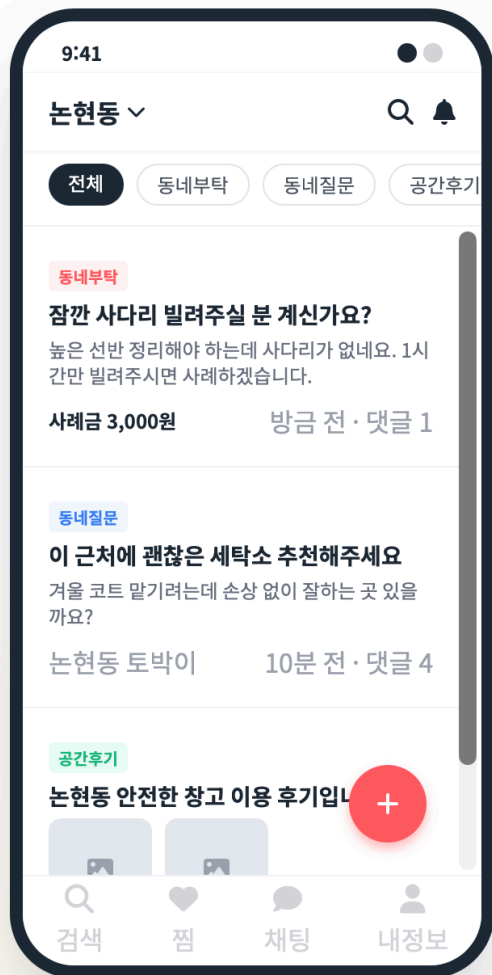 9:41
논현동
전체 동네부탁 동네질문 공간후기
동네부탁
잠깐 사다리 빌려주실 분 계신가요?
높은 선반 정리해야 하는데 사다리가 없네요. 1시
간만 빌려주시면 사례하겠습니다.
사례금 3,000원 방금 전 · 댓글 1
동네질문
이 근처에 괜찮은 세탁소 추천해주세요
겨울 코트 맡기려는데 손상 없이 잘하는 곳 있을
까요?
논현동 토박이 10분 전 · 댓글 4
공간후기
논현동 안전한 창고 이용 후기입
검색 찜 채팅 내정보